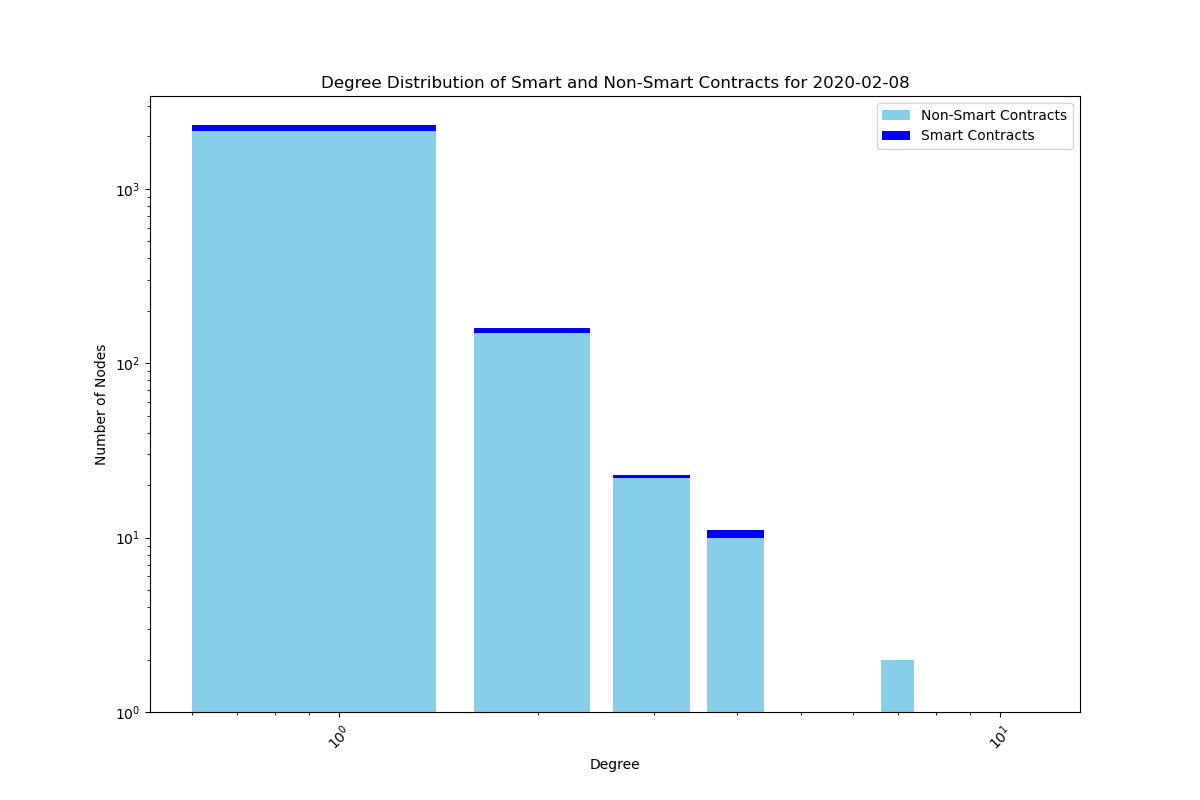 Degree Distribution of Smart and Non-Smart Contracts for 2020-02-08
Non-Smart Contracts
Smart Contracts
Number of Nodes
10³
10²
10¹
10⁰
10⁰
10¹
Degree